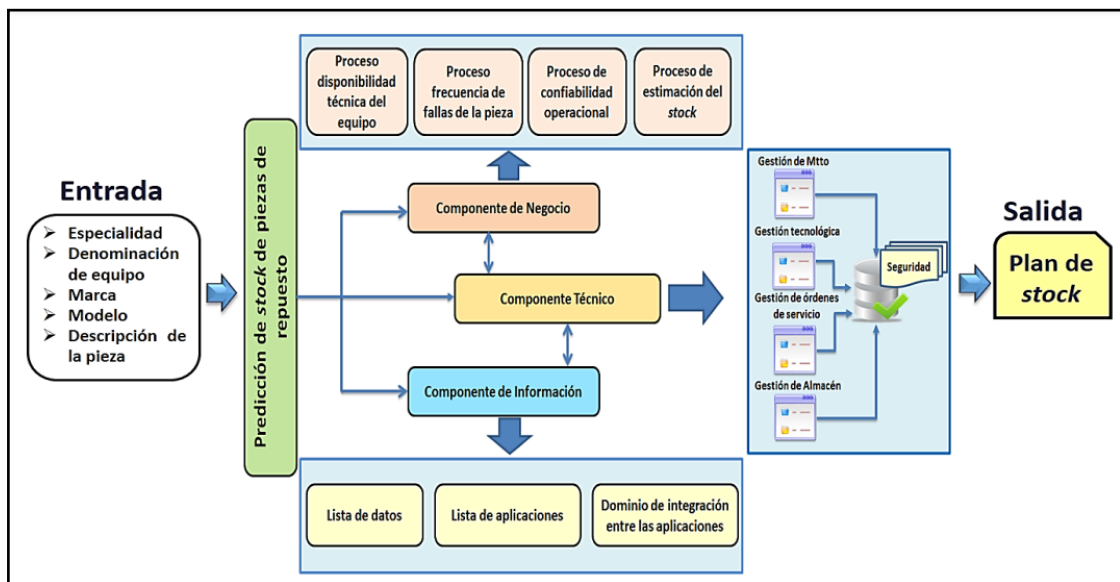 Entrada
Especialidad
Denominación
de equipo
Marca
Modelo
Descripción de
la pieza
Predicción de stock de piezas de
repuesto
Proceso
disponibilidad
técnica del
equipo
Proceso
frecuencia de
fallas de la pieza
Proceso de
confiabilidad
operacional
Proceso de
estimación del
stock
Componente de Negocio
Componente Técnico
Componente de Información
Lista de datos
Lista de aplicaciones
Dominio de integración
entre las aplicaciones
Gestión de Mtto
Gestión tecnológica
Gestión de órdenes
de servicio
Gestión de Almacén
Seguridad
Salida
Plan de
stock